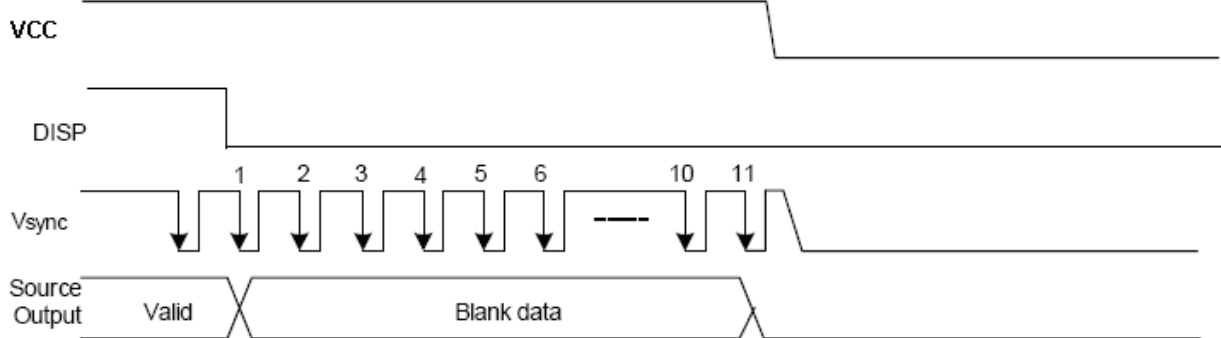 VCC
DISP
1 2 3 4 5 6 10 11
Vsync
Source
Output
Valid
Blank data